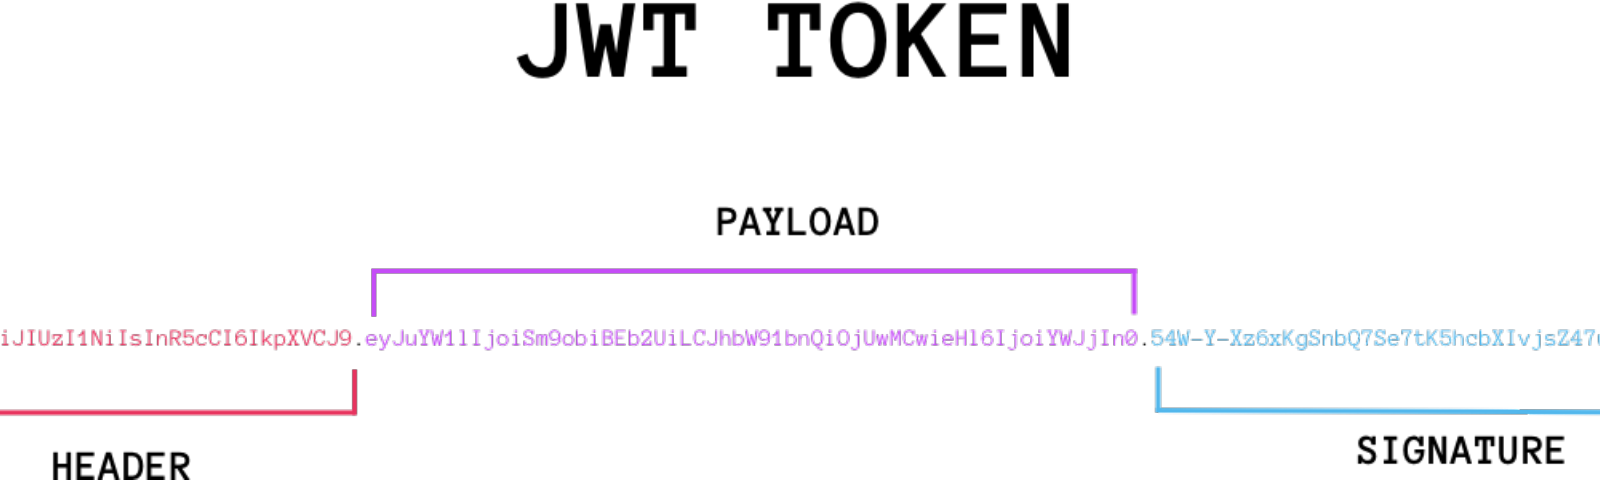 JWT TOKEN
PAYLOAD
iJIUzI1NiIsInR5cCI6IkpXVCJ9.eyJuYW1lIjoiSm9obiBEb2UiLCJhbW91bnQiOjUwMCwieHl6IjoiYWJjIn0.54W-Y-Xz6xKgSnbQ7Se7tK5hcbXIvjsZ47
HEADER
SIGNATURE